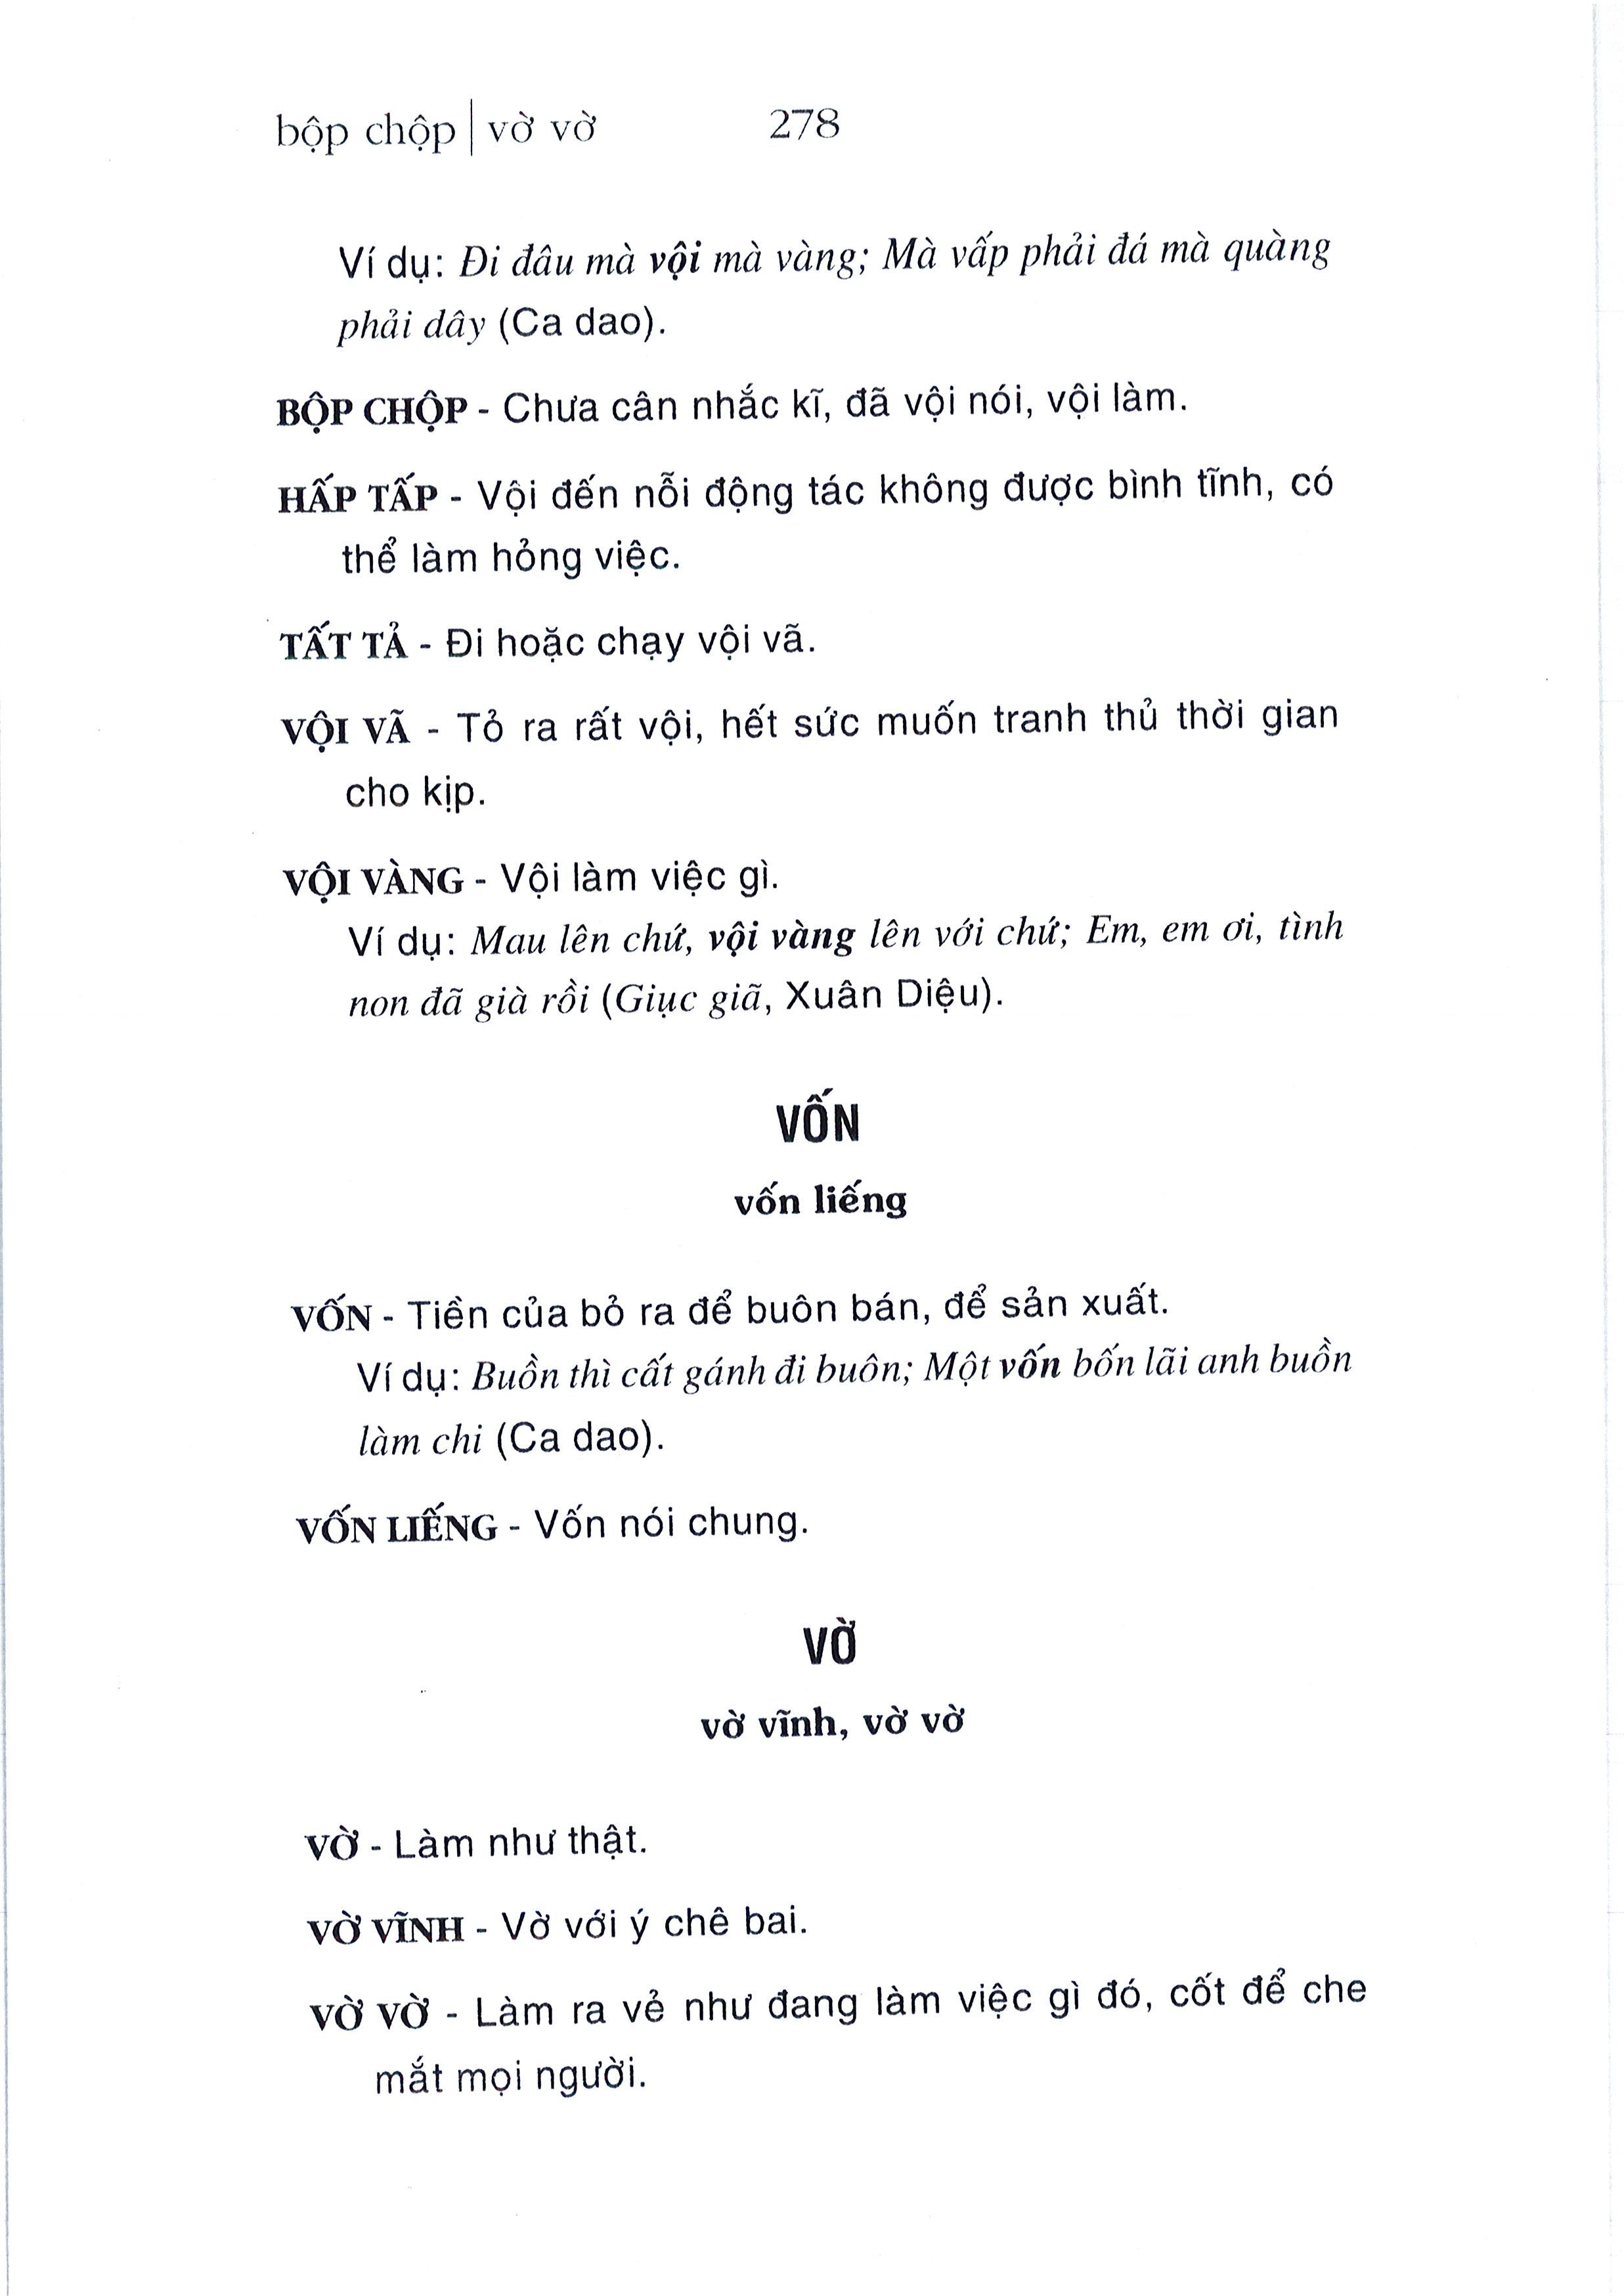 bộp chộp | vờ vờ 278
Ví dụ: Đi đâu mà vội mà vàng; Mà vấp phải đá mà quàng
phải dây (Ca dao).
BỘP CHỘP - Chưa cân nhắc kĩ, đã vội nói, vội làm.
HẤP TẤP - Vội đến nỗi động tác không được bình tĩnh, có
thể làm hỏng việc.
TẤT TẢ - Đi hoặc chạy vội vã.
VỘI VÃ - Tỏ ra rất vội, hết sức muốn tranh thủ thời gian
cho kịp.
VỘI VÀNG - Vội làm việc gì.
Ví dụ: Mau lên chứ, vội vàng lên với chứ; Em, em ơi, tình
non đã già rồi (Giục giã, Xuân Diệu).
VỐN
vốn liếng
VỐN - Tiền của bỏ ra để buôn bán, để sản xuất.
Ví dụ: Buồn thì cất gánh đi buôn; Một vốn bốn lãi anh buồn
làm chi (Ca dao).
VỐN LIẾNG - Vốn nói chung.
VỜ
vờ vĩnh, vờ vờ
VỜ - Làm như thật.
VỜ VĨNH - Vờ với ý chê bai.
VỜ VỜ - Làm ra vẻ như đang làm việc gì đó, cốt để che
mắt mọi người.